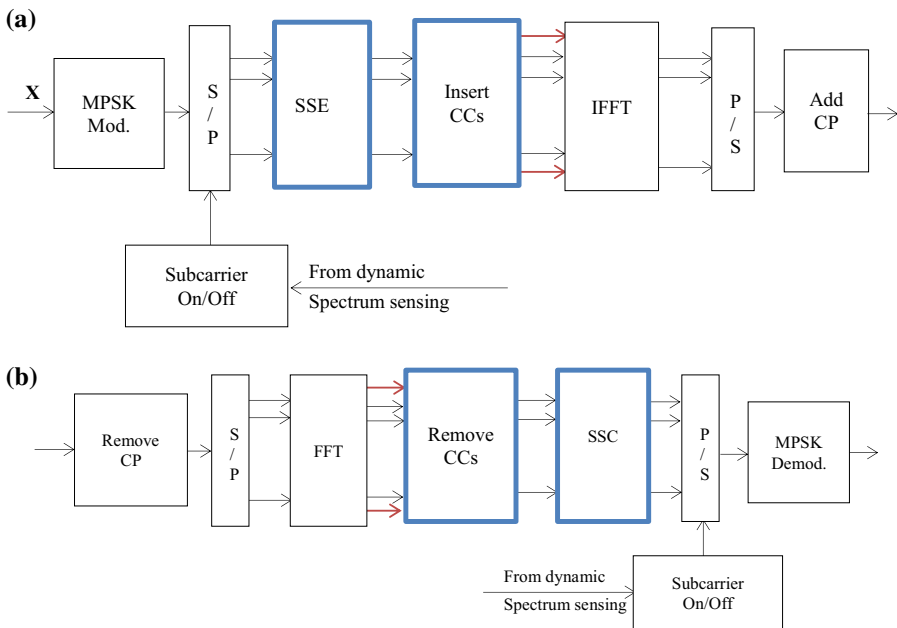 (a)
X
MPSK
Mod.
S
/
P
SSE
Insert
CCs
IFFT
P
/
S
Add
CP
Subcarrier
On/Off
From dynamic
Spectrum sensing
(b)
Remove
CP
S
/
P
FFT
Remove
CCs
SSC
P
/
S
MPSK
Demod.
From dynamic
Spectrum sensing
Subcarrier
On/Off